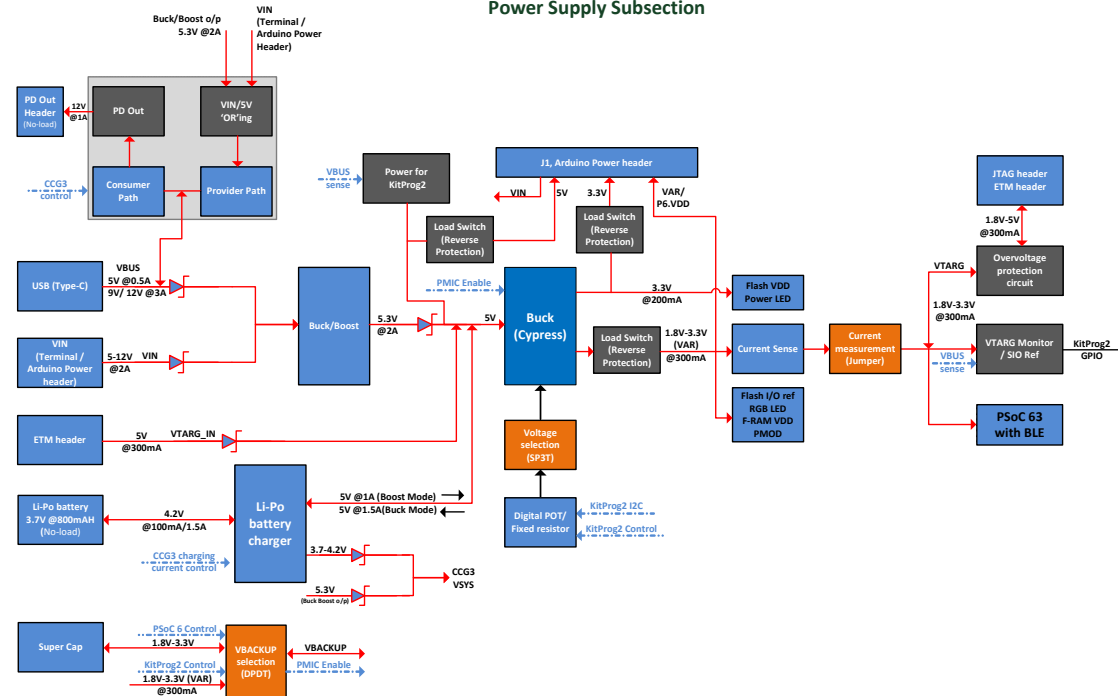 Power Supply Subsection
Buck/Boost o/p
5.3V @2A
VIN
(Terminal /
Arduino Power
Header)
PD Out
Header
(No-load)
12V
@1A
PD Out
VIN/5V
‘OR’ing
CCG3
control
Consumer
Path
Provider Path
VBUS
sense
Power for
KitProg2
J1, Arduino Power header
VIN
5V
3.3V
VAR/
P6.VDD
Load Switch
(Reverse
Protection)
Load Switch
(Reverse
Protection)
JTAG header
ETM header
1.8V-5V
@300mA
Overvoltage
protection
circuit
VTARG
1.8V-3.3V
@300mA
USB (Type-C)
VBUS
5V @0.5A
9V/ 12V @3A
Buck/Boost
5.3V
@2A
5V
PMIC Enable
Buck
(Cypress)
3.3V
@200mA
Flash VDD
Power LED
VIN
(Terminal /
Arduino Power
header)
5-12V
@2A
VIN
Load Switch
(Reverse
Protection)
1.8V-3.3V
(VAR)
@300mA
Current Sense
Current
measurement
(Jumper)
VBUS
sense
VTARG Monitor
/ SIO Ref
KitProg2
GPIO
Flash I/O ref
RGB LED
F-RAM VDD
PMOD
PSoC 63
with BLE
ETM header
5V
@300mA
VTARG_IN
Voltage
selection
(SP3T)
Li-Po battery
3.7V @800mAH
(No-load)
4.2V
@100mA/1.5A
Li-Po
battery
charger
5V @1A (Boost Mode)
5V @1.5A(Buck Mode)
Digital POT/
Fixed resistor
KitProg2 I2C
KitProg2 Control
CCG3 charging
current control
3.7-4.2V
5.3V
(Buck Boost o/p)
CCG3
VSYS
Super Cap
PSoC 6 Control
1.8V-3.3V
KitProg2 Control
1.8V-3.3V (VAR)
@300mA
VBACKUP
selection
(DPDT)
VBACKUP
PMIC Enable